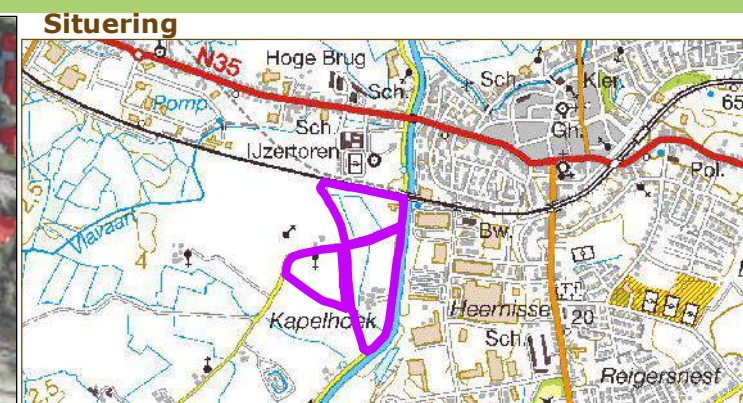 Situering
N35
Hoge Brug
Sch.
Sch.
Kler.
65
Pomp
Sch.
IJzertoren
Gh.
Pol.
2,5
Vlavaart
4
Bw.
Kapelhoek
Heernisse
20
Sch.
Reigersnest
2,5